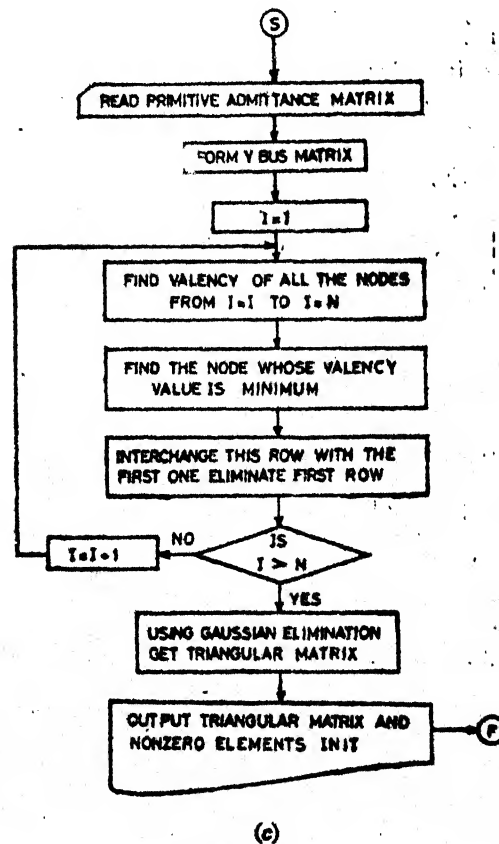 S
READ PRIMITIVE ADMITTANCE MATRIX
FORM Y BUS MATRIX
I=1
FIND VALENCY OF ALL THE NODES
FROM I=I TO I=N
FIND THE NODE WHOSE VALENCY
VALUE IS MINIMUM
INTERCHANGE THIS ROW WITH THE
FIRST ONE ELIMINATE FIRST ROW
IS
I > N
NO
I=I+1
YES
USING GAUSSIAN ELIMINATION
GET TRIANGULAR MATRIX
OUTPUT TRIANGULAR MATRIX AND
NONZERO ELEMENTS INIT
F
(c)